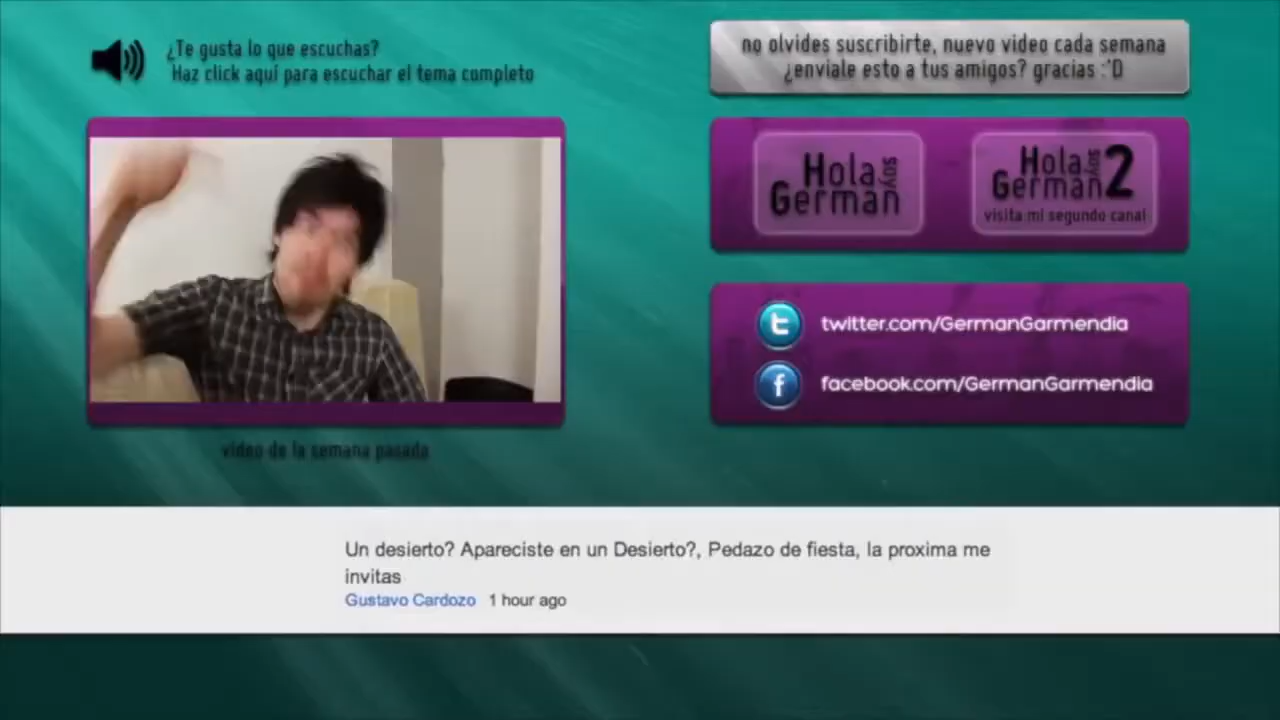 ¿Te gusta lo que escuchas?
Haz click aquí para escuchar el tema completo
no olvides suscribirte, nuevo video cada semana
¿enviale esto a tus amigos? gracias :'D
Hola soy
German
Hola soy
German 2
visita mi segundo canal
twitter.com/GermanGarmendia
facebook.com/GermanGarmendia
video de la semana pasada
Un desierto? Apareciste en un Desierto?, Pedazo de fiesta, la proxima me
invitas
Gustavo Cardozo 1 hour ago